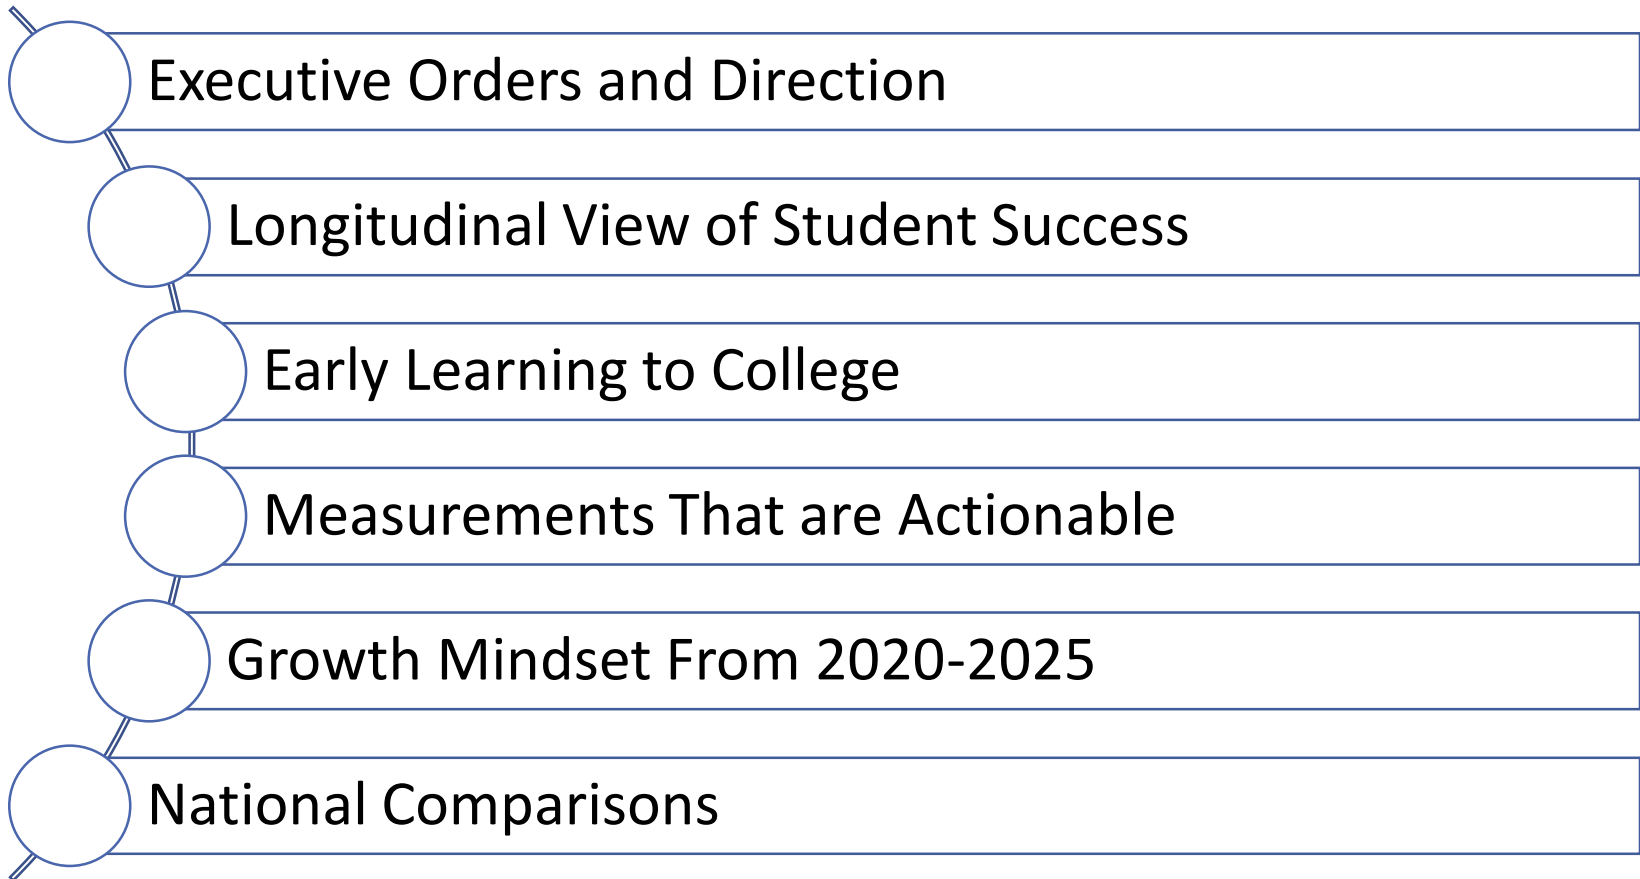 Executive Orders and Direction
Longitudinal View of Student Success
Early Learning to College
Measurements That are Actionable
Growth Mindset From 2020-2025
National Comparisons